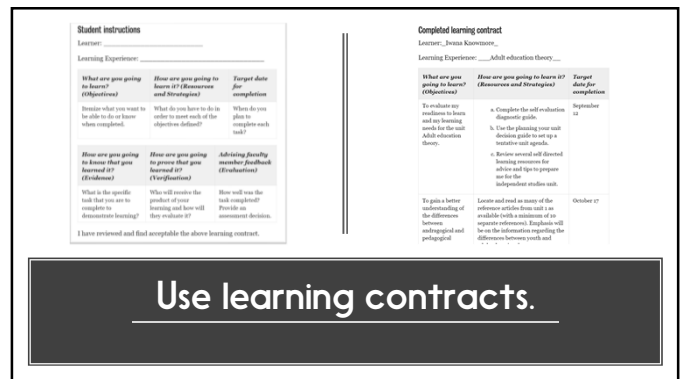 Student instructions
Learner: ____________________
Learning Experience: _________________________
What are you going
to learn?
(Objectives)
How are you going to
learn it? (Resources
and Strategies)
Target date
for
completion
Itemize what you want to
be able to do or know
when completed.
What do you have to do in
order to meet each of the
objectives defined?
When do you
plan to
complete each
task?
How are you going
to know that you
learned it?
(Evidence)
How are you going
to prove that you
learned it?
(Verification)
Advising faculty
member feedback
(Evaluation)
What is the specific
task that you are to
complete to
demonstrate learning?
Who will receive the
product of your
learning and how will
they evaluate it?
How well was the
task completed?
Provide an
assessment decision.
I have reviewed and find acceptable the above learning contract.
Completed learning contract
Learner:_Iwana Knowmore_
Learning Experience: ___Adult education theory__
What are you
going to learn?
(Objectives)
How are you going to learn it?
(Resources and Strategies)
Target
date for
completion
To evaluate my
readiness to learn
and my learning
needs for the unit
Adult education
theory.
a. Complete the self evaluation
diagnostic guide.
b. Use the planning your unit
decision guide to set up a
tentative unit agenda.
c. Review several self directed
learning resources for
advice and tips to prepare
me for the
independent studies unit.
September
12
To gain a better
understanding of
the differences
between
andragogical and
pedagogical
Locate and read as many of the
reference articles from unit 1 as
available (with a minimum of 10
separate references). Emphasis will
be on the information regarding the
differences between youth and
October 17
Use learning contracts.